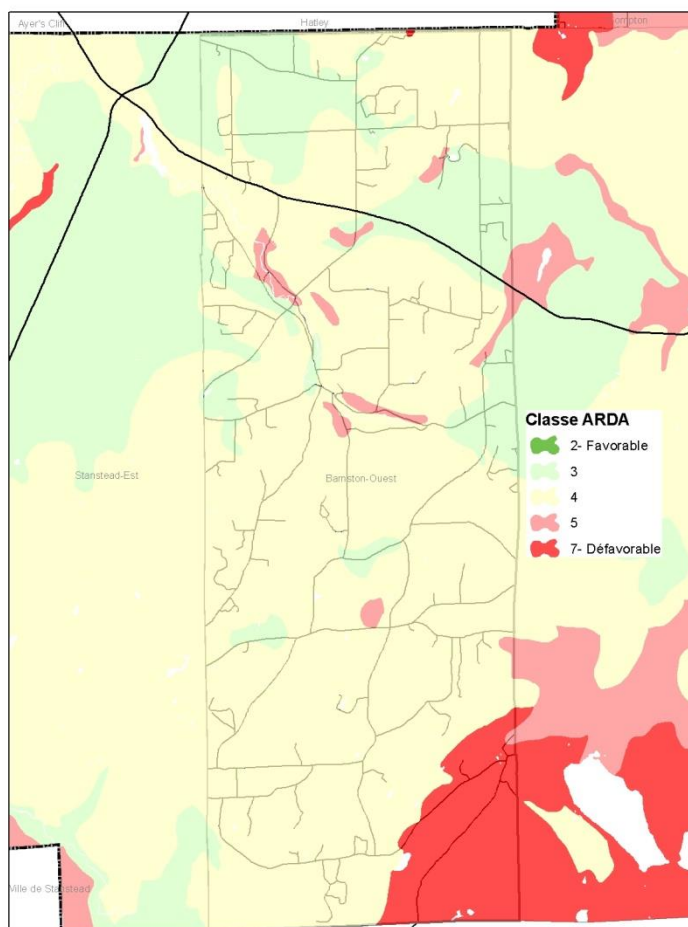 Ayer's Cliff
Hatley
Classe ARDA
2- Favorable
3
4
5
7- Défavorable
Stanstead-Est
Barnston-Ouest
Ville de Stanstead